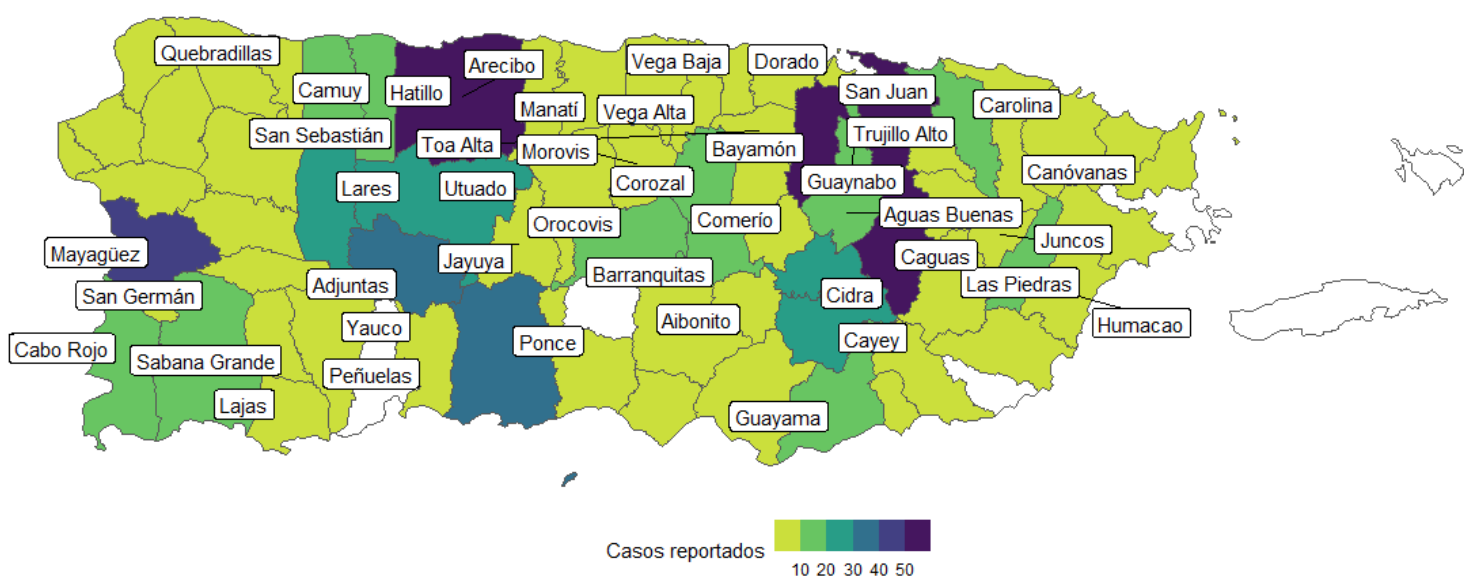 Quebradillas
Vega Baja
Dorado
Arecibo
Camuy
Hatillo
San Juan
Carolina
Manatí
Vega Alta
San Sebastián
Trujillo Alto
Toa Alta
Morovis
Bayamón
Canóvanas
Lares
Utuado
Corozal
Guaynabo
Orocovis
Comerío
Aguas Buenas
Mayagüez
Jayuya
Juncos
Caguas
Barranquitas
Adjuntas
Las Piedras
San Germán
Cidra
Yauco
Aibonito
Humacao
Cabo Rojo
Ponce
Cayey
Sabana Grande
Peñuelas
Lajas
Guayama
Casos reportados
10 20 30 40 50